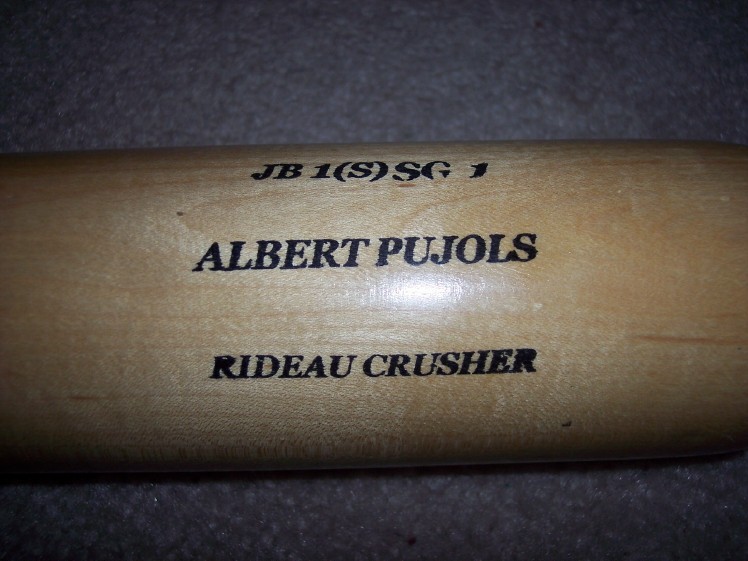 JB 1(S) SG 1
ALBERT PUJOLS
RIDEAU CRUSHER